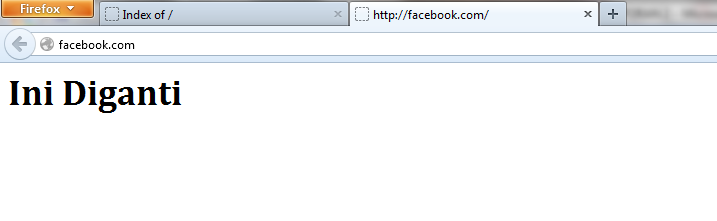 Firefox
Index of /
http://facebook.com/
facebook.com
Ini Diganti